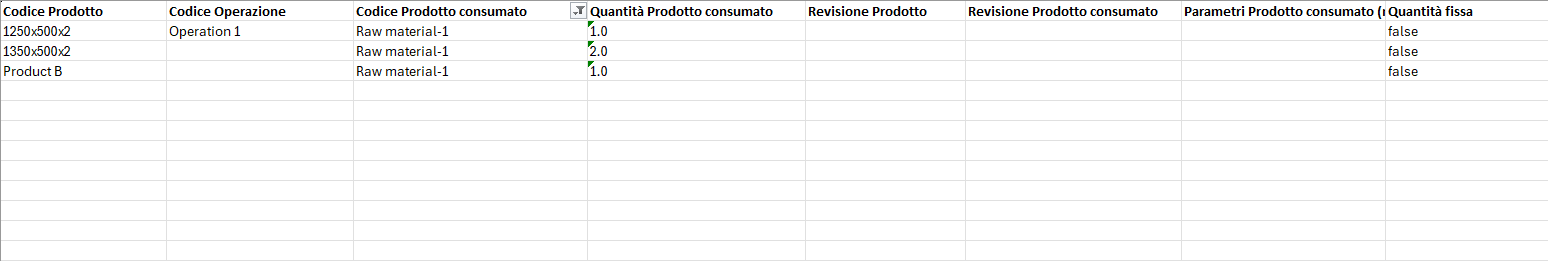 Codice Prodotto Codice Operazione Codice Prodotto consumato Quantità Prodotto consumato Revisione Prodotto Revisione Prodotto consumato Parametri Prodotto consumato ( Quantità fissa
1250x500x2 Operation 1 Raw material-1 1.0 false
1350x500x2 Raw material-1 2.0 false
Product B Raw material-1 1.0 false